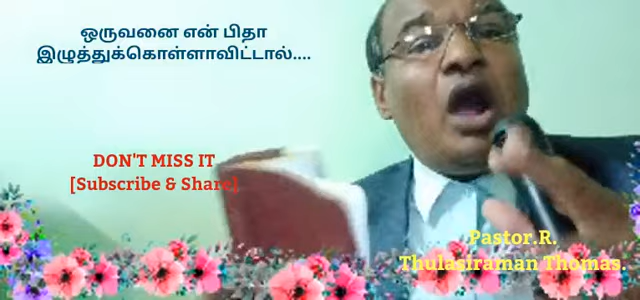 ஒருவனை என் பிதா
இழுத்துக்கொள்ளாவிட்டால்....
DON'T MISS IT
[Subscribe & Share]
Pastor.R.
Thulasiraman Thomas.